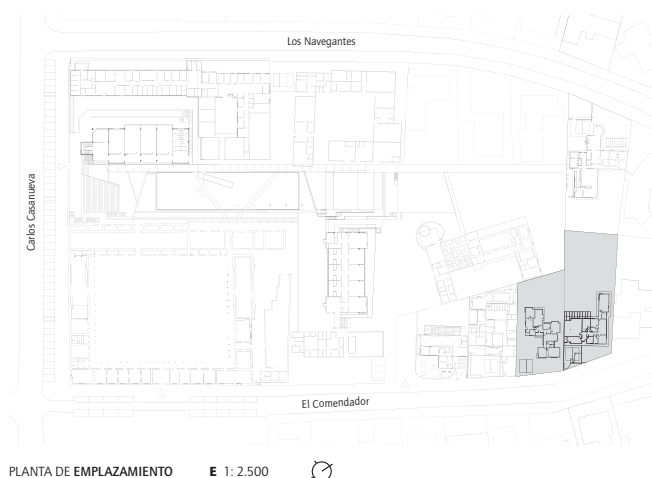 Los Navegantes
Carlos Casanueva
El Comendador
PLANTA DE EMPLAZAMIENTO E 1: 2.500